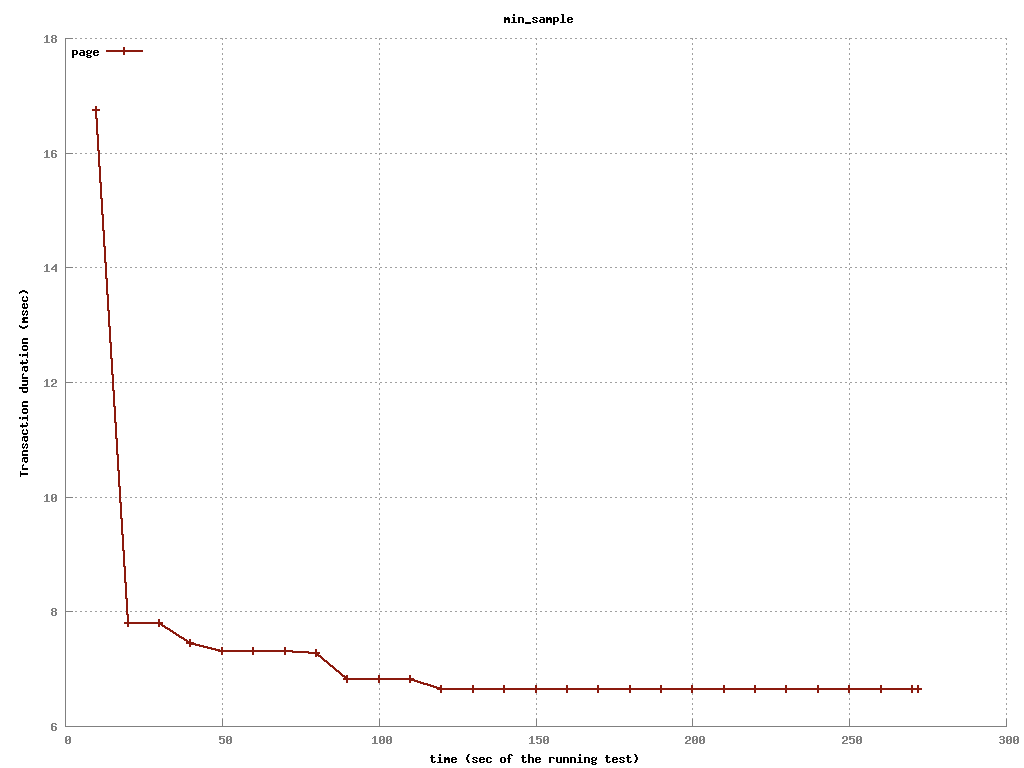 min_sample
page
18
16
14
12
10
8
6
Transaction duration (msec)
0 50 100 150 200 250 300
time (sec of the running test)